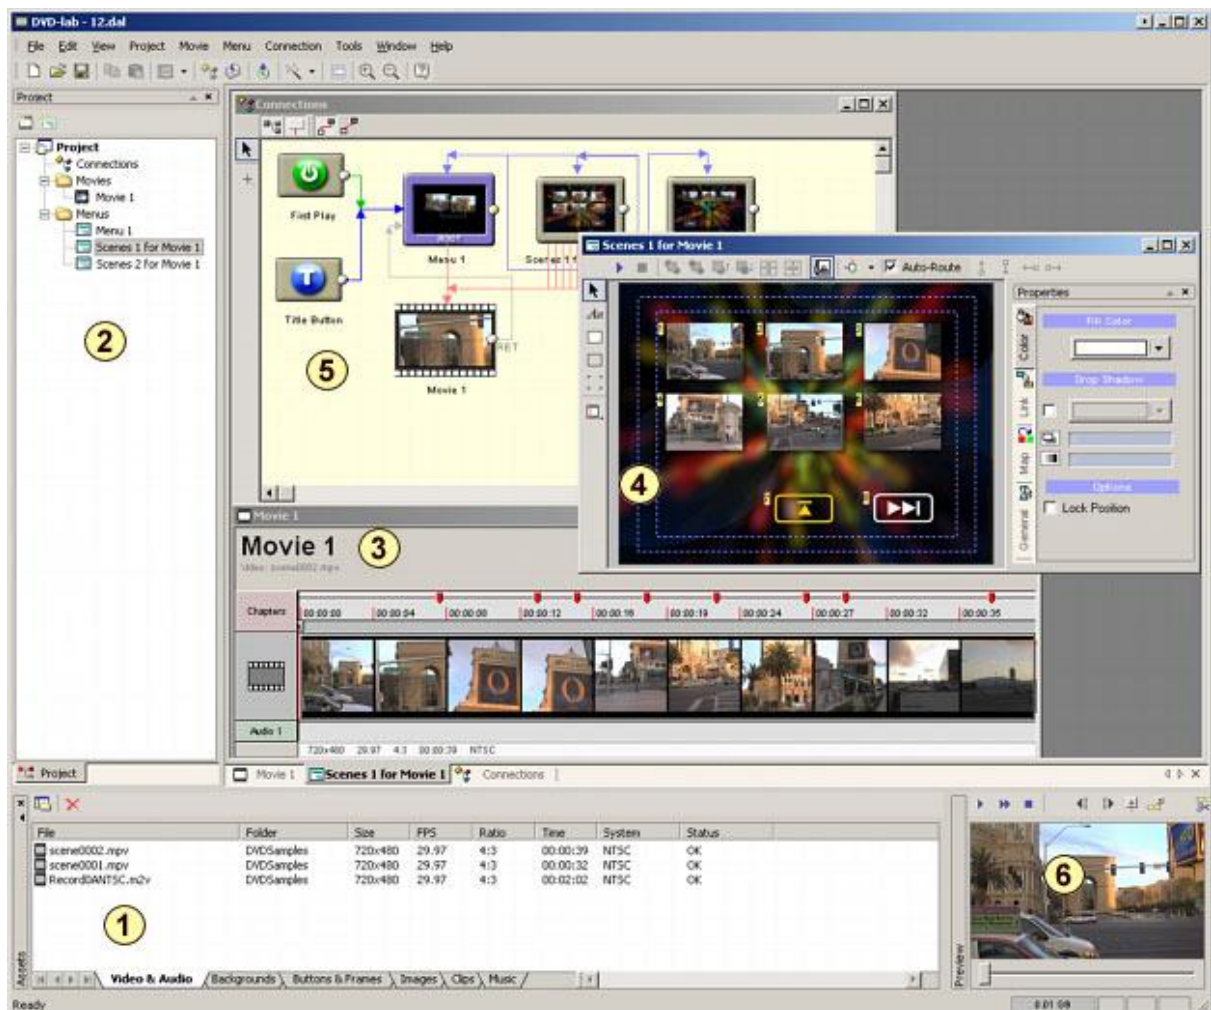 DVD-lab - 12.dal
File Edit View Project Movie Menu Connection Tools Window Help
Project
Project
Connections
Movies
Movie 1
Menus
Menu 1
Scenes 1 for Movie 1
Scenes 2 for Movie 1
2
Connections
First Play
Menu 1
Title Button
T
RET
Movie 1
5
Scenes 1 for Movie 1
Auto-Route
Aa
4
Properties
Color
Link
Map
General
Fill Color
Drop Shadow
Options
Lock Position
Movie 1
Movie 1
3
Video: scene0002.mpv
Chapters
00:00:00 00:00:04 00:00:08 00:00:12 00:00:16 00:00:19 00:00:24 00:00:27 00:00:32 00:00:35
Audio 1
720x480 29.97 4:3 00:00:39 NTSC
Project
Movie 1 Scenes 1 for Movie 1 Connections
File Folder Size FPS Ratio Time System Status
scene0002.mpv DVDSamples 720x480 29.97 4:3 00:00:39 NTSC OK
scene0001.mpv DVDSamples 720x480 29.97 4:3 00:00:32 NTSC OK
Record0ANTSC.m2v DVDSamples 720x480 29.97 4:3 00:02:02 NTSC OK
1
Assets
Video & Audio Backgrounds Buttons & Frames Images Clips Music
Preview
6
Ready
0:01:09